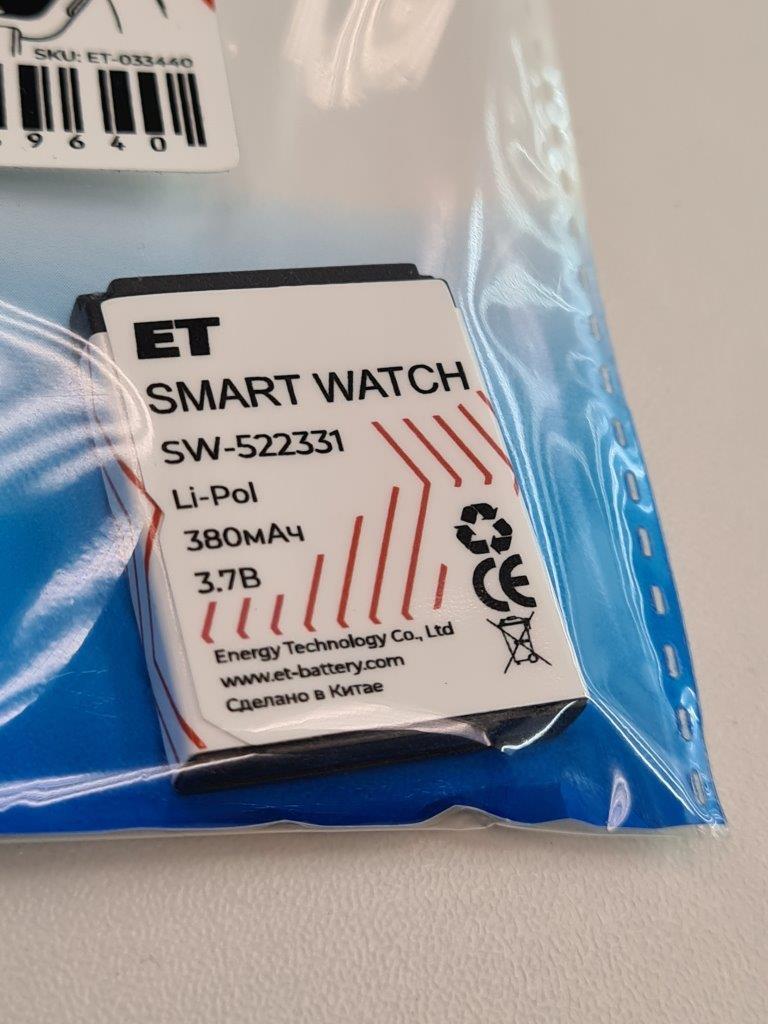 SKU: ET-033440
9640
ET
SMART WATCH
SW-522331
Li-Pol
380мАч
3.7В
CE
Energy Technology Co., Ltd
www.et-battery.com
Сделано в Китае